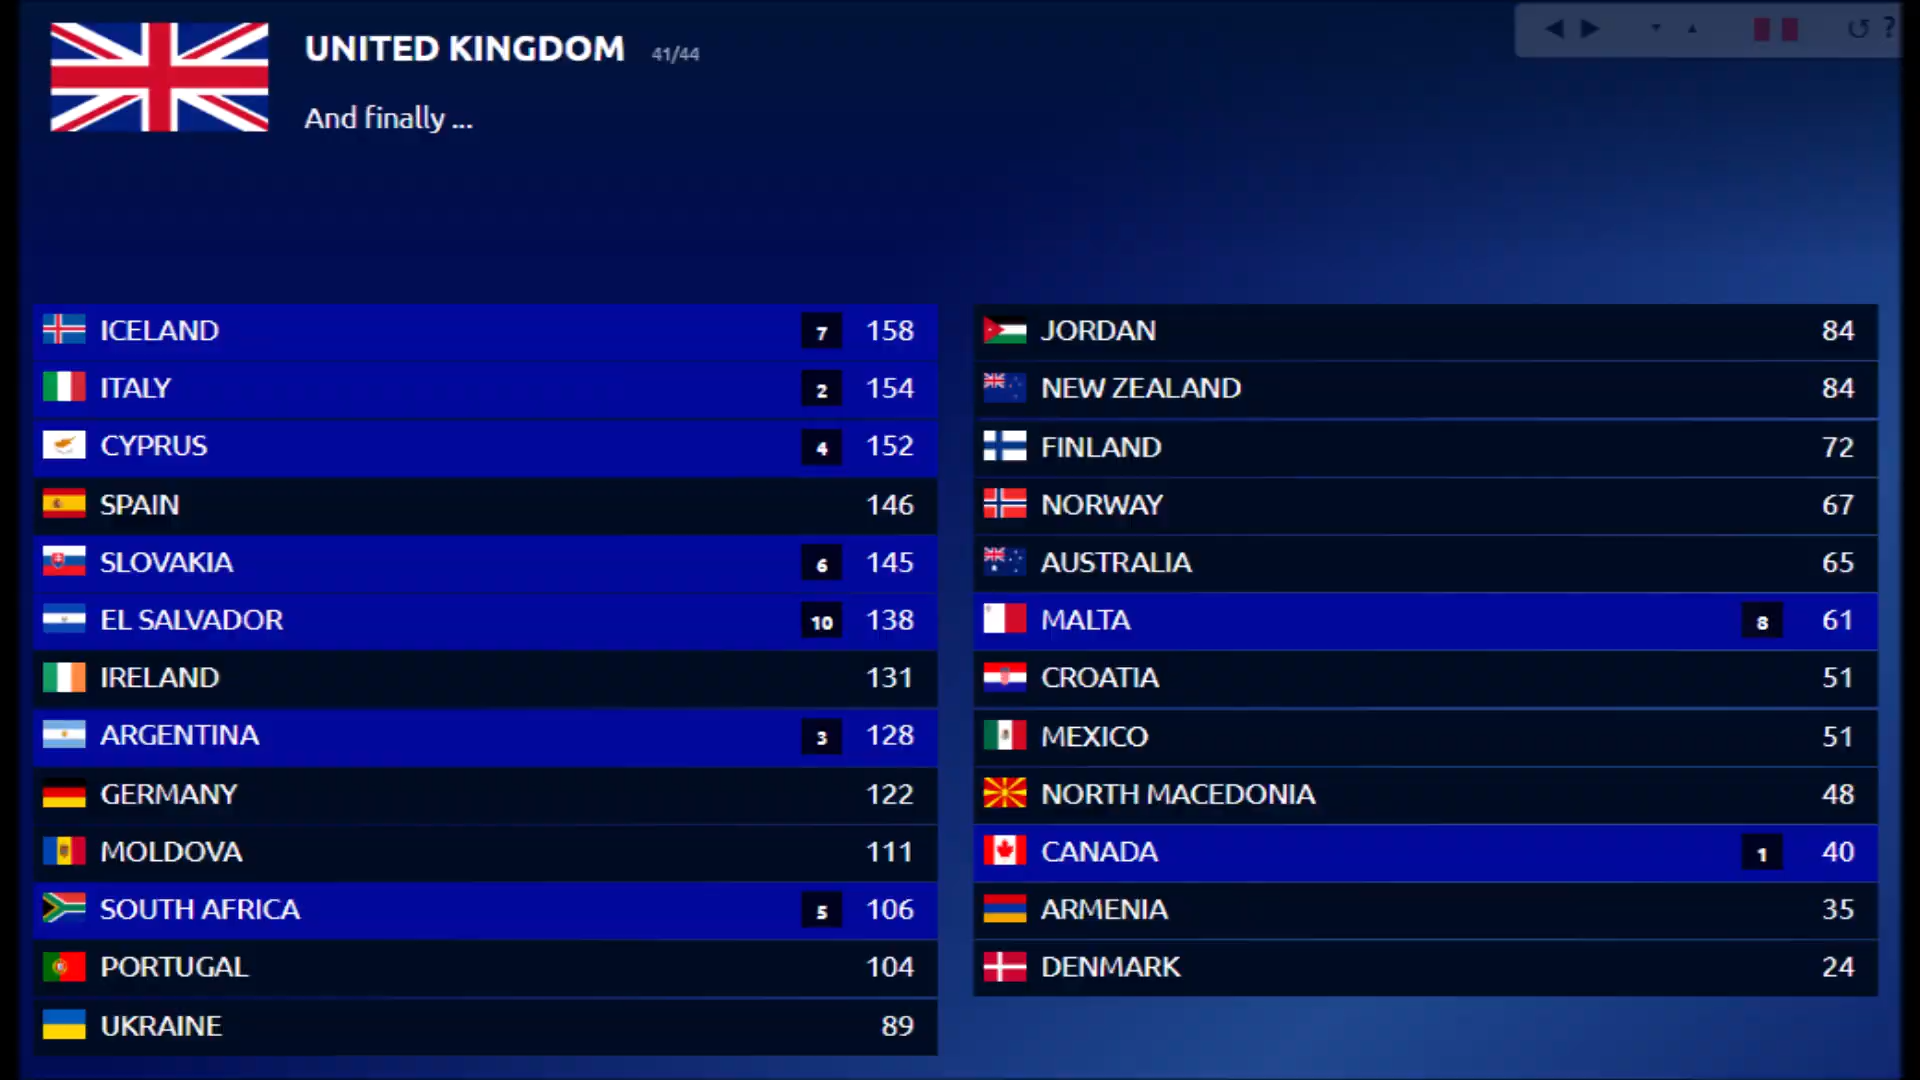 UNITED KINGDOM 41/44
And finally ...
ICELAND 7 158
ITALY 2 154
CYPRUS 4 152
SPAIN 146
SLOVAKIA 6 145
EL SALVADOR 10 138
IRELAND 131
ARGENTINA 3 128
GERMANY 122
MOLDOVA 111
SOUTH AFRICA 5 106
PORTUGAL 104
UKRAINE 89
JORDAN 84
NEW ZEALAND 84
FINLAND 72
NORWAY 67
AUSTRALIA 65
MALTA 8 61
CROATIA 51
MEXICO 51
NORTH MACEDONIA 48
CANADA 1 40
ARMENIA 35
DENMARK 24
?